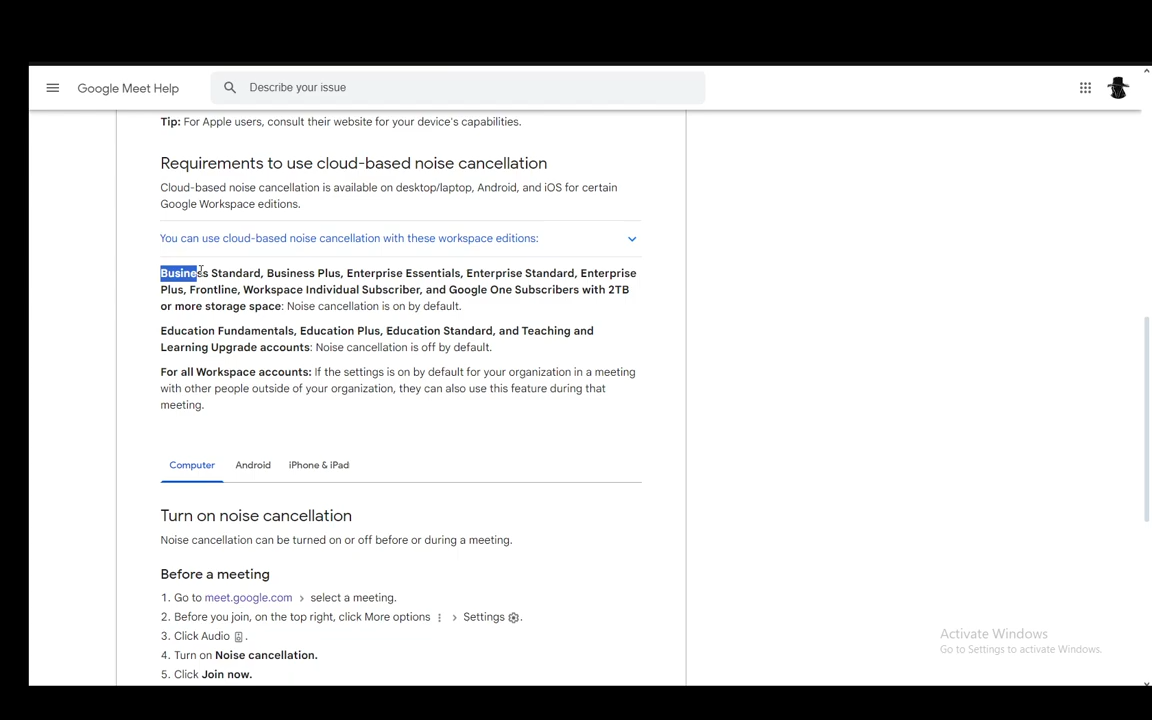 Google Meet Help
Describe your issue
Tip: For Apple users, consult their website for your device's capabilities.
Requirements to use cloud-based noise cancellation
Cloud-based noise cancellation is available on desktop/laptop, Android, and iOS for certain
Google Workspace editions.
You can use cloud-based noise cancellation with these workspace editions:
Business Standard, Business Plus, Enterprise Essentials, Enterprise Standard, Enterprise
Plus, Frontline, Workspace Individual Subscriber, and Google One Subscribers with 2TB
or more storage space: Noise cancellation is on by default.
Education Fundamentals, Education Plus, Education Standard, and Teaching and
Learning Upgrade accounts: Noise cancellation is off by default.
For all Workspace accounts: If the settings is on by default for your organization in a meeting
with other people outside of your organization, they can also use this feature during that
meeting.
Computer Android iPhone & iPad
Turn on noise cancellation
Noise cancellation can be turned on or off before or during a meeting.
Before a meeting
1. Go to meet.google.com > select a meeting.
2. Before you join, on the top right, click More options > Settings .
3. Click Audio .
4. Turn on Noise cancellation.
5. Click Join now.
Activate Windows
Go to Settings to activate Windows.